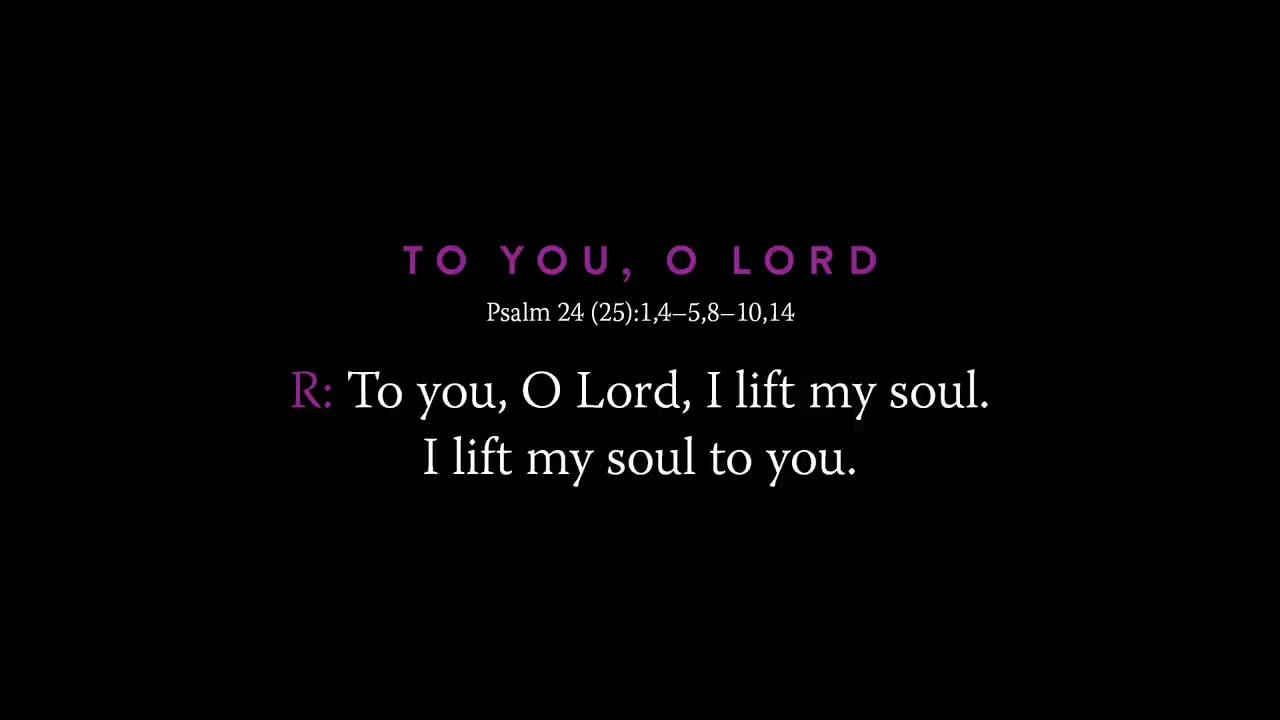 TO YOU, O LORD
Psalm 24 (25):1,4–5,8–10,14
R: To you, O Lord, I lift my soul.
I lift my soul to you.